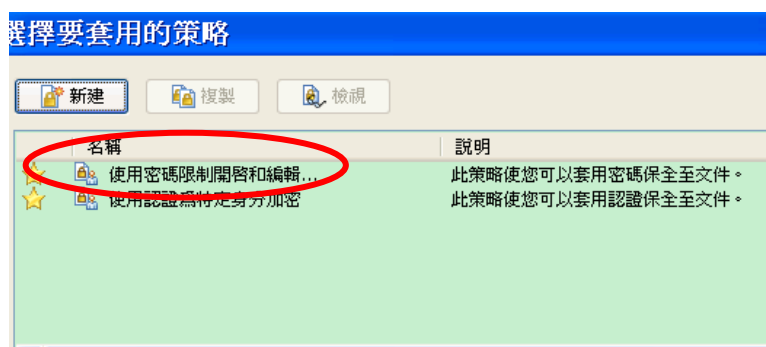 選擇要套用的策略
新建 複製 檢視
名稱 說明
使用密碼限制開啓和編輯... 此策略使您可以套用密碼保全至文件。
使用認證爲特定身分加密 此策略使您可以套用認證保全至文件。